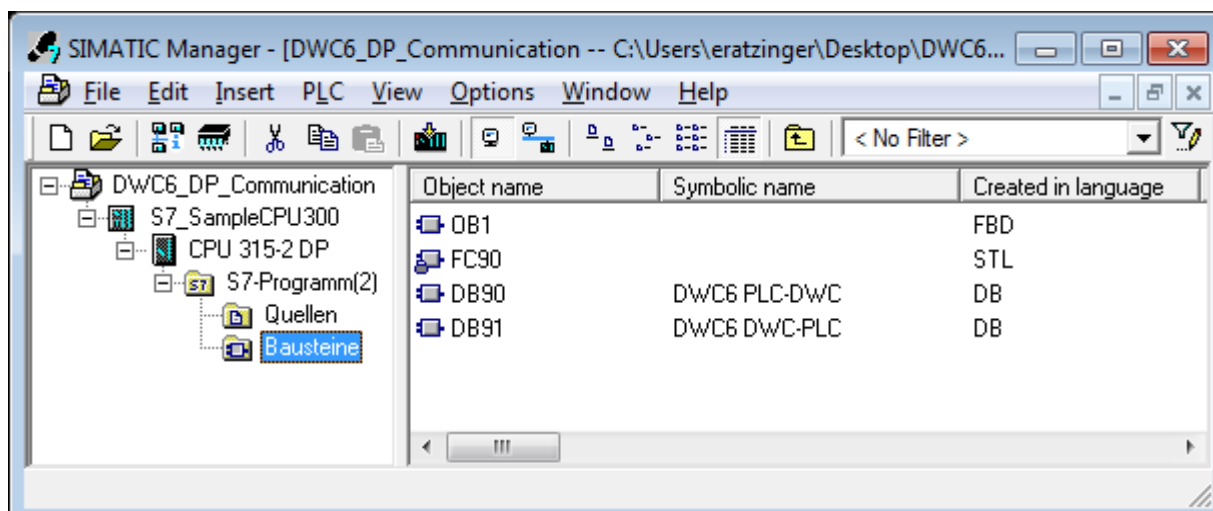 SIMATIC Manager - [DWC6_DP_Communication -- C:\Users\eratzinger\Desktop\DWC6...
File Edit Insert PLC View Options Window Help
< No Filter >
DWC6_DP_Communication
S7_SampleCPU300
CPU 315-2 DP
S7-Programm(2)
Quellen
Bausteine
Object name Symbolic name Created in language
OB1 FBD
FC90 STL
DB90 DWC6 PLC-DWC DB
DB91 DWC6 DWC-PLC DB